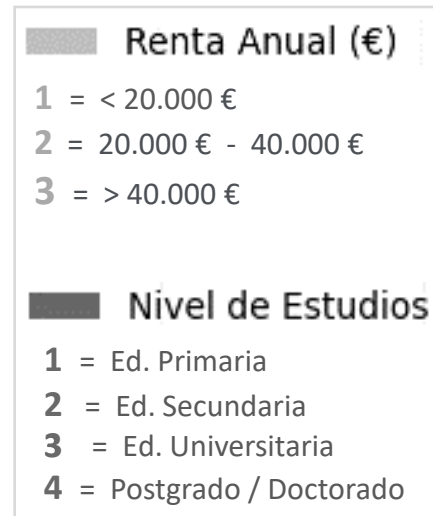 Renta Anual (€)
1 = < 20.000 €
2 = 20.000 € - 40.000 €
3 = > 40.000 €
Nivel de Estudios
1 = Ed. Primaria
2 = Ed. Secundaria
3 = Ed. Universitaria
4 = Postgrado / Doctorado